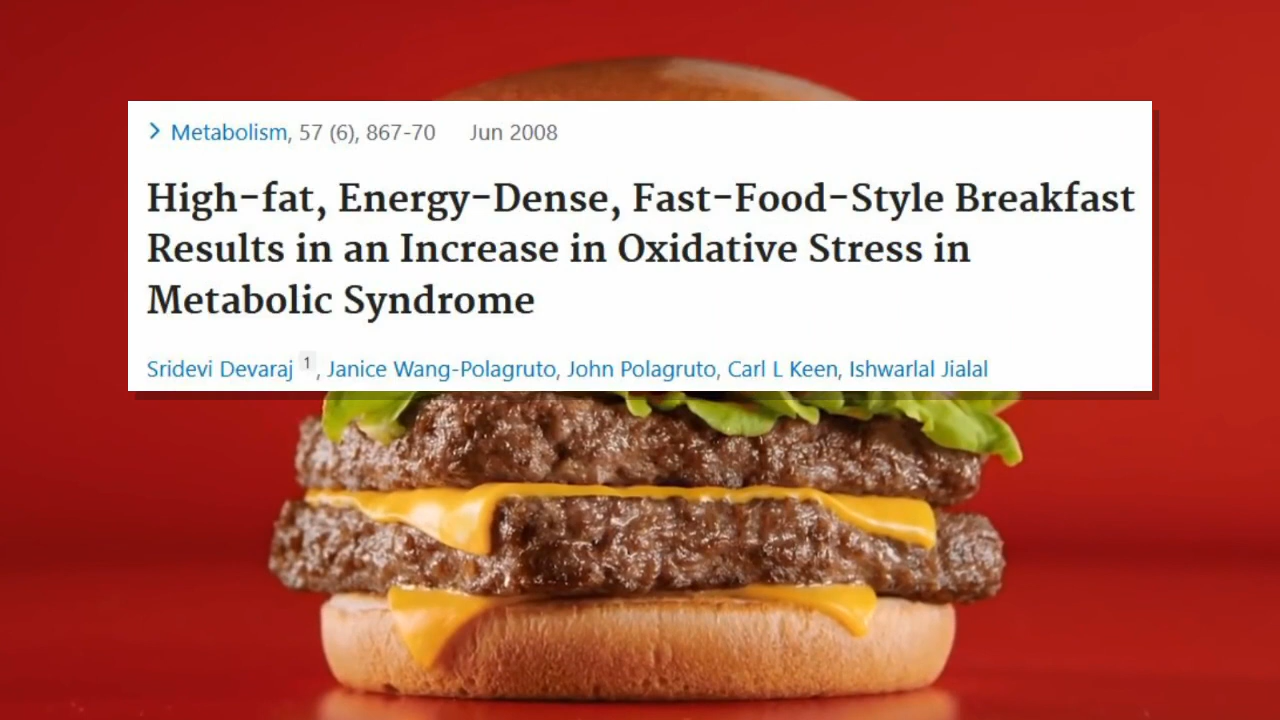 Metabolism, 57 (6), 867-70 Jun 2008
High-fat, Energy-Dense, Fast-Food-Style Breakfast
Results in an Increase in Oxidative Stress in
Metabolic Syndrome
Sridevi Devaraj 1, Janice Wang-Polagruto, John Polagruto, Carl L Keen, Ishwarlal Jialal